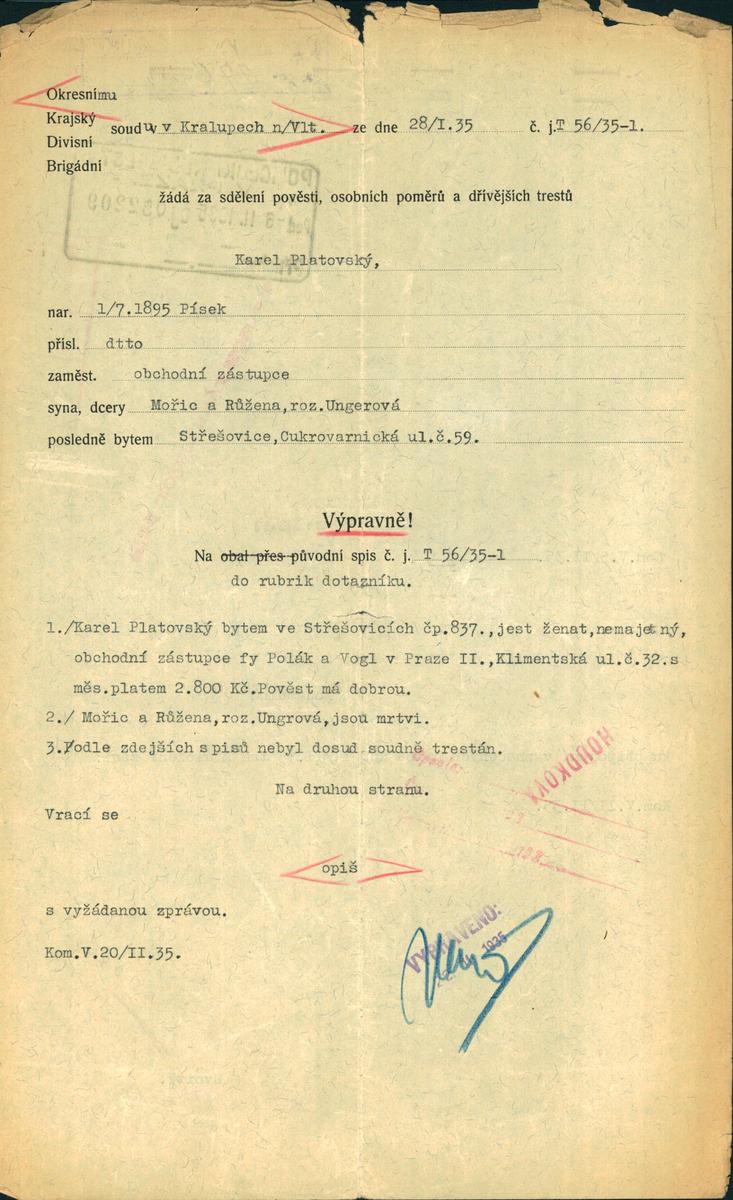 Okresnímu
Krajský
soudu v Kralupech n/Vlt. ze dne 28/I.35 č. j. T 56/35-1.
Divisní
Brigádní
žádá za sdělení pověsti, osobních poměrů a dřívějších trestů
Karel Platovský,
nar. 1/7.1895 Písek
přísl. dtto
zaměst. obchodní zástupce
syna, dcery Mořic a Růžena,roz.Ungerová
posledně bytem Střešovice,Cukrovarnická ul.č.59.
Výpravně!
Na obal přes původní spis č. j. T 56/35-1
do rubrik dotazníku.
1./Karel Platovský bytem ve Střešovicích čp.837.,jest ženat,nemajetný,
obchodní zástupce fy Polák a Vogl v Praze II.,Klimentská ul.č.32.s
měs.platem 2.800 Kč.Pověst má dobrou.
2./ Mořic a Růžena,roz.Ungrová,jsou mrtvi.
3./Podle zdejších spisů nebyl dosud soudně trestán.
HOUDKOVA
Opsala:
Na druhou stranu.
Vrací se
opiš
s vyžádanou zprávou.
VYPRAVENO:
1935
Kom.V.20/II.35.